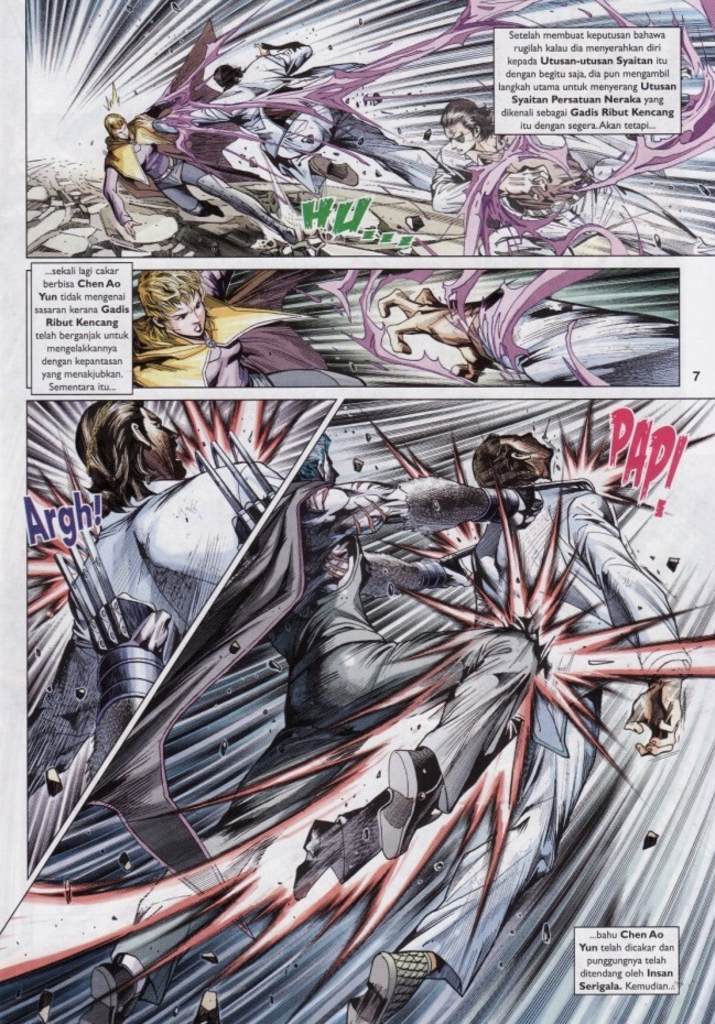 Setelah membuat keputusan bahawa
rugilah kalau dia menyerahkan diri
kepada Utusan-utusan Syaitan itu
dengan begitu saja, dia pun mengambil
langkah utama untuk menyerang Utusan
Syaitan Persatuan Neraka yang
dikenali sebagai Gadis Ribut Kencang
itu dengan segera.Akan tetapi...
HUiiii
...sekali lagi cakar
berbisa Chen Ao
Yun tidak mengenai
sasaran kerana Gadis
Ribut Kencang
telah berganjak untuk
mengelakkannya
dengan kepantasan
yang menakjubkan.
Sementara itu...
7
Argh!
PAP!
...bahu Chen Ao
Yun telah dicakar dan
punggungnya telah
ditendang oleh Insan
Serigala. Kemudian...